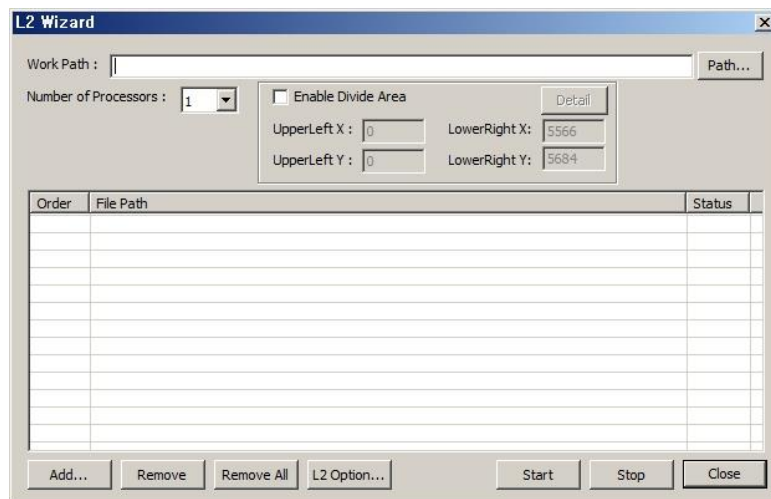 L2 Wizard
Work Path : Path...
Number of Processors : 1
Enable Divide Area Detail
UpperLeft X : 0 LowerRight X: 5566
UpperLeft Y : 0 LowerRight Y: 5684
Order File Path Status
Add... Remove Remove All L2 Option... Start Stop Close